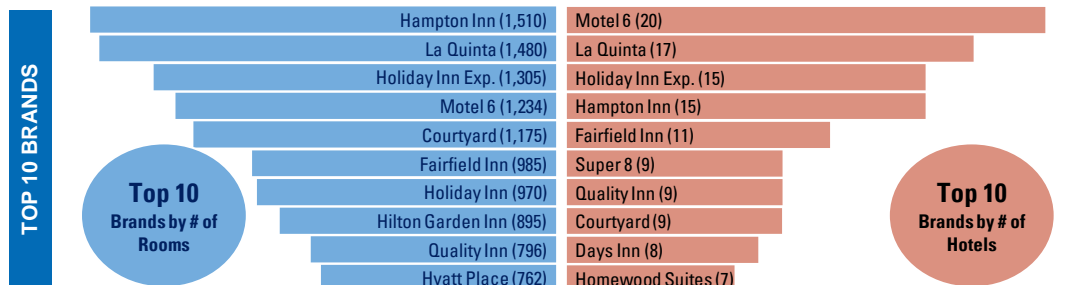 TOP 10 BRANDS
Hampton Inn (1,510)
La Quinta (1,480)
Holiday Inn Exp. (1,305)
Motel 6 (1,234)
Courtyard (1,175)
Fairfield Inn (985)
Holiday Inn (970)
Hilton Garden Inn (895)
Quality Inn (796)
Hyatt Place (762)
Top 10
Brands by # of
Rooms
Motel 6 (20)
La Quinta (17)
Holiday Inn Exp. (15)
Hampton Inn (15)
Fairfield Inn (11)
Super 8 (9)
Quality Inn (9)
Courtyard (9)
Days Inn (8)
Homewood Suites (7)
Top 10
Brands by # of
Hotels